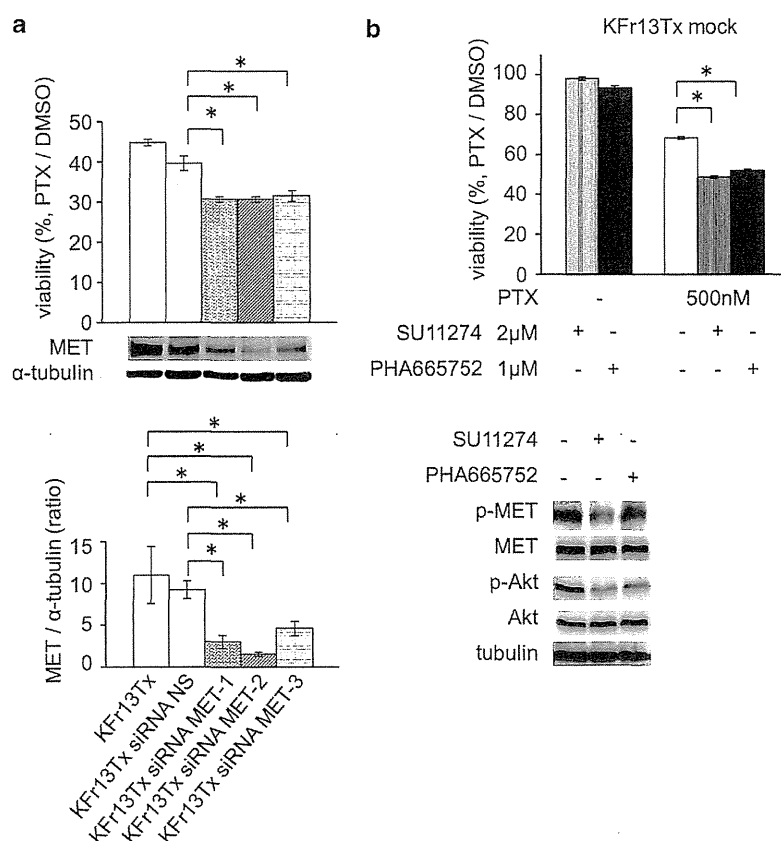 a
*
*
*
viability (%, PTX / DMSO)
50
40
30
20
10
0
MET
α-tubulin
*
*
*
*
*
*
MET / α-tubulin (ratio)
15
10
5
0
KFr13Tx
KFr13Tx siRNA NS
KFr13Tx siRNA MET-1
KFr13Tx siRNA MET-2
KFr13Tx siRNA MET-3
b
KFr13Tx mock
*
*
viability (%, PTX / DMSO)
100
80
60
40
20
0
PTX - 500nM
SU11274 2μM + - - + -
PHA665752 1μM - + - - +
SU11274 - + -
PHA665752 - - +
p-MET
MET
p-Akt
Akt
tubulin